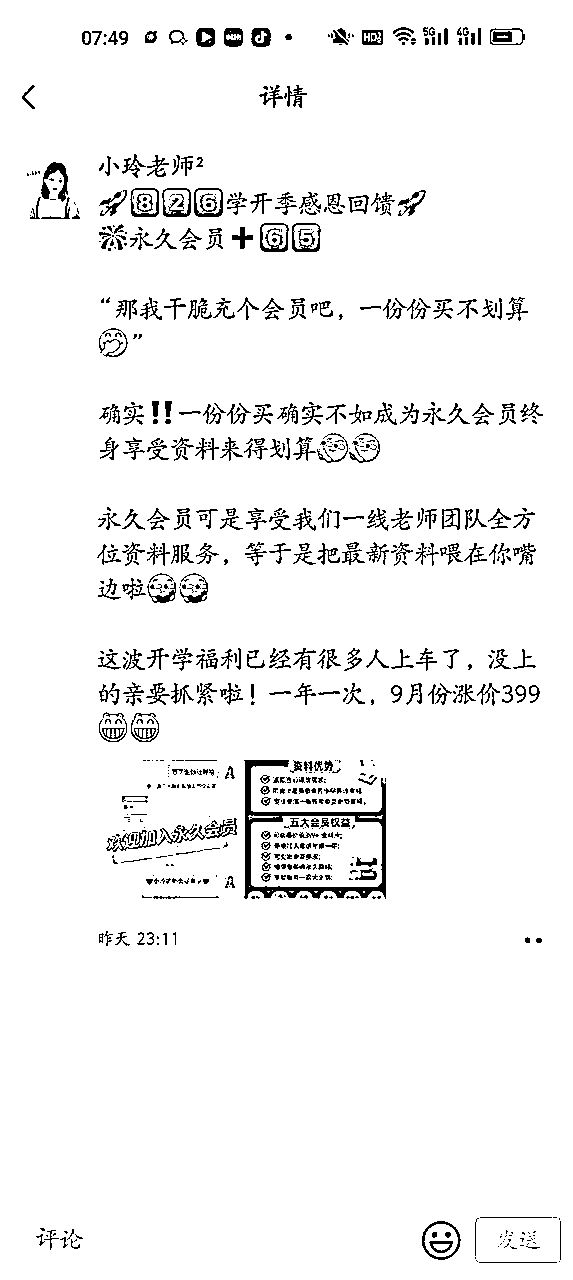 07:49
详情
小玲老师²
🚀8️⃣2️⃣6️⃣学开季感恩回馈🚀
🎇永久会员➕6️⃣5️⃣
“那我干脆充个会员吧，一份份买不划算
🤭”
确实‼️一份份买确实不如成为永久会员终
身享受资料来得划算
永久会员可是享受我们一线老师团队全方
位资料服务，等于是把最新资料喂在你嘴
边啦
这波开学福利已经有很多人上车了，没上
的亲要抓紧啦！一年一次，9月份涨价399
😁😁
欢迎加入永久会员
资料优势
五大会员权益
昨天 23:11
评论
发送